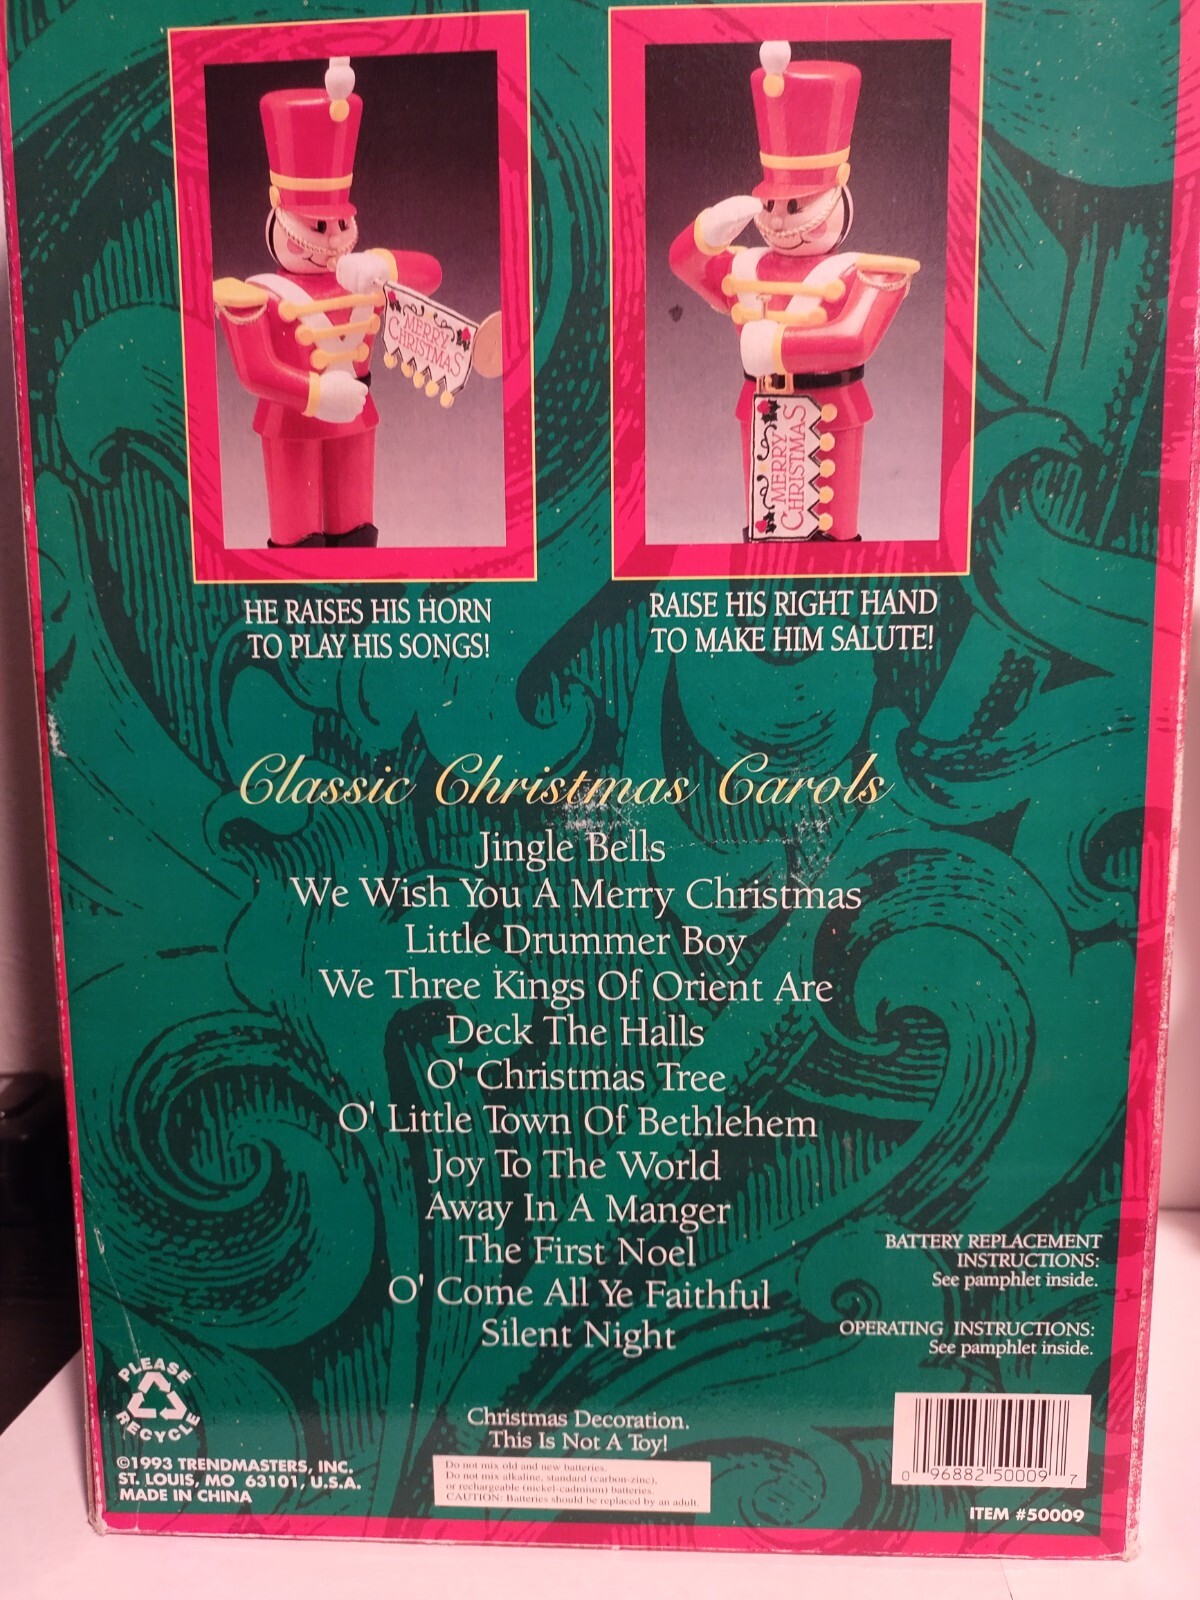 MERRY
CHRISTMAS
MERRY
CHRISTMAS
HE RAISES HIS HORN
TO PLAY HIS SONGS!
RAISE HIS RIGHT HAND
TO MAKE HIM SALUTE!
Classic Christmas Carols
Jingle Bells
We Wish You A Merry Christmas
Little Drummer Boy
We Three Kings Of Orient Are
Deck The Halls
O' Christmas Tree
O' Little Town Of Bethlehem
Joy To The World
Away In A Manger
The First Noel
O' Come All Ye Faithful
Silent Night
BATTERY REPLACEMENT
INSTRUCTIONS:
See pamphlet inside.
OPERATING INSTRUCTIONS:
See pamphlet inside.
PLEASE
RECYCLE
©1993 TRENDMASTERS, INC.
ST. LOUIS, MO 63101, U.S.A.
MADE IN CHINA
Christmas Decoration.
This Is Not A Toy!
Do not mix old and new batteries.
Do not mix alkaline, standard (carbon-zinc),
or rechargeable (nickel-cadmium) batteries.
CAUTION: Batteries should be replaced by an adult.
0 96882 50009 7
ITEM #50009